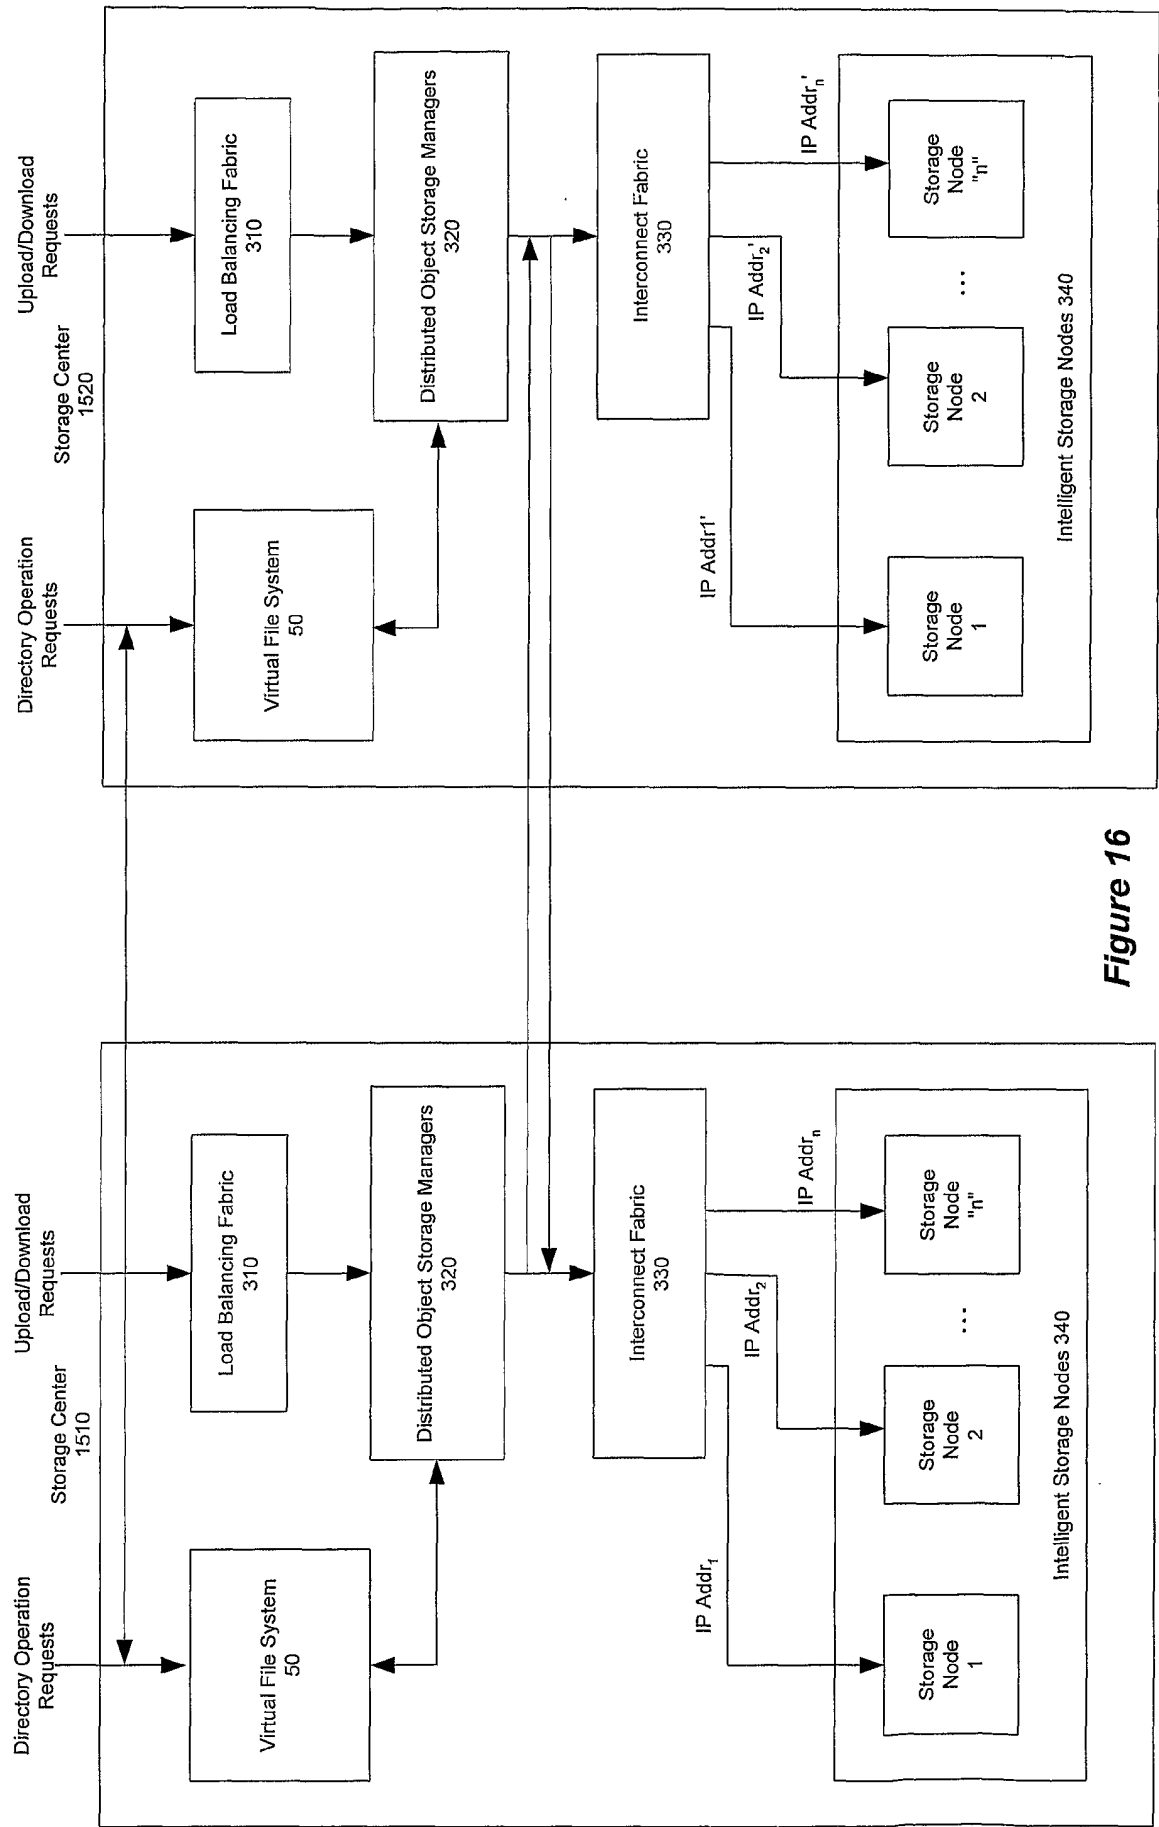 Directory Operation
Requests
Storage Center
1510
Upload/Download
Requests
Virtual File System
50
Load Balancing Fabric
310
Distributed Object Storage Managers
320
Interconnect Fabric
330
IP Addr1
IP Addr2
IP Addrn
Storage
Node
1
Storage
Node
2
...
Storage
Node
"n"
Intelligent Storage Nodes 340
Directory Operation
Requests
Storage Center
1520
Upload/Download
Requests
Virtual File System
50
Load Balancing Fabric
310
Distributed Object Storage Managers
320
Interconnect Fabric
330
IP Addr1'
IP Addr2'
IP Addrn'
Storage
Node
1
Storage
Node
2
...
Storage
Node
"n"
Intelligent Storage Nodes 340
Figure 16